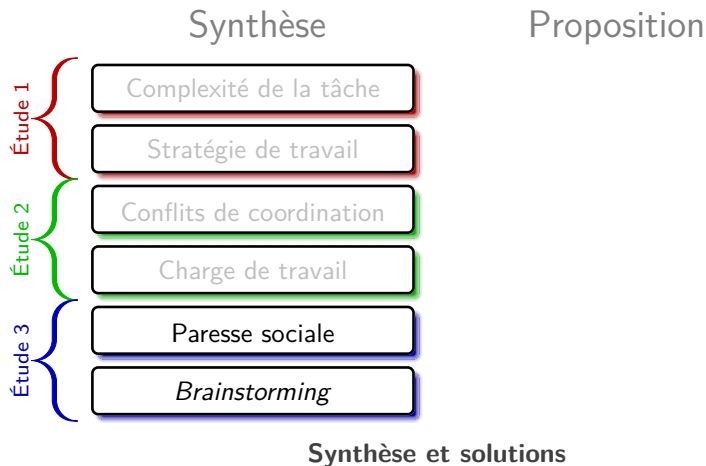 Synthèse
Proposition
Étude 1
Complexité de la tâche
Stratégie de travail
Étude 2
Conflits de coordination
Charge de travail
Étude 3
Paresse sociale
Brainstorming
Synthèse et solutions